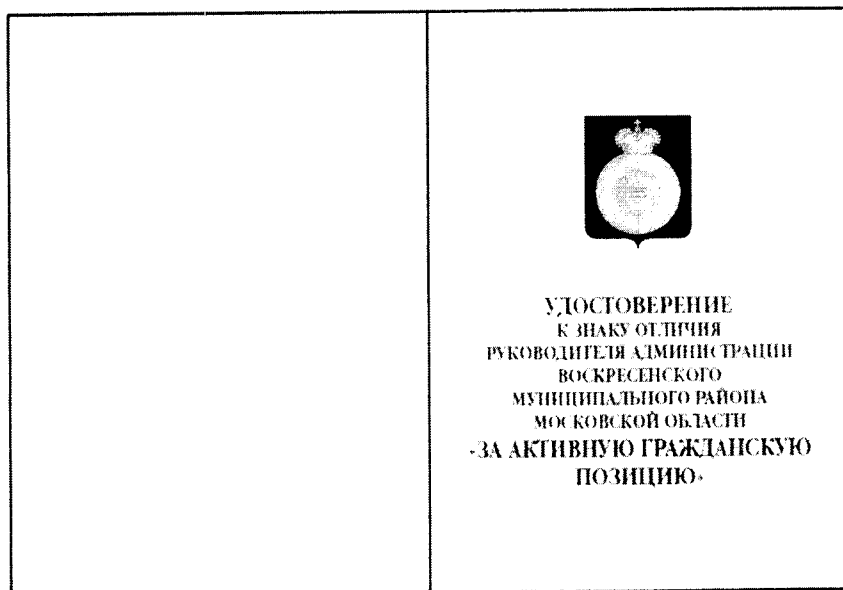 УДОСТОВЕРЕНИЕ
К ЗНАКУ ОТЛИЧИЯ
РУКОВОДИТЕЛЯ АДМИНИСТРАЦИИ
ВОСКРЕСЕНСКОГО
МУНИЦИПАЛЬНОГО РАЙОНА
МОСКОВСКОЙ ОБЛАСТИ
«ЗА АКТИВНУЮ ГРАЖДАНСКУЮ
ПОЗИЦИЮ»